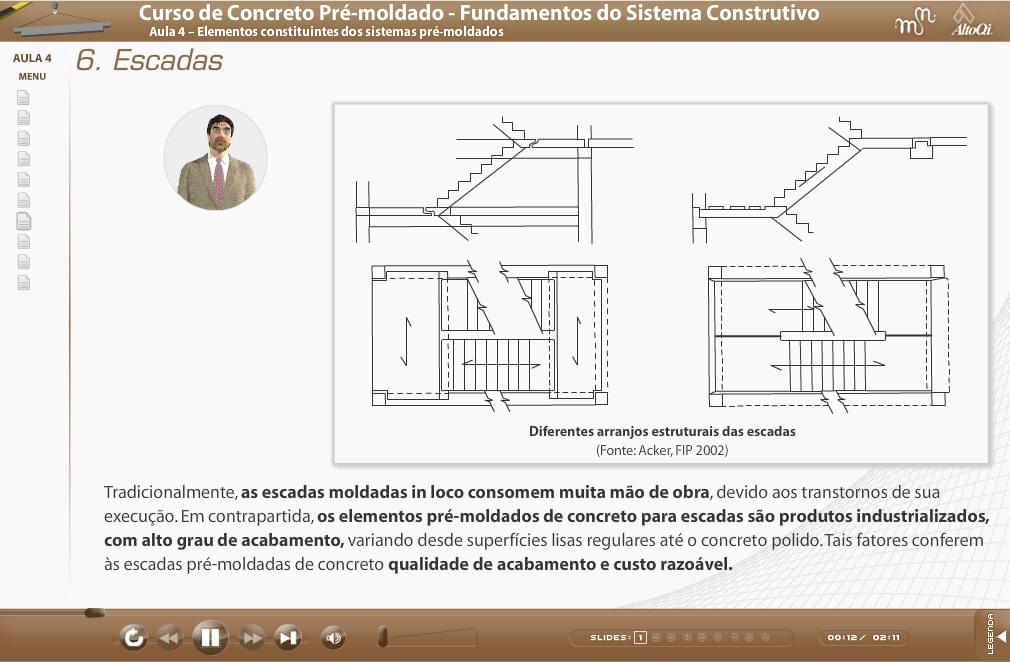 Curso de Concreto Pré-moldado - Fundamentos do Sistema Construtivo
Aula 4 – Elementos constituintes dos sistemas pré-moldados
AltoQi
AULA 4
MENU
6. Escadas
Diferentes arranjos estruturais das escadas
(Fonte: Acker, FIP 2002)
Tradicionalmente, as escadas moldadas in loco consomem muita mão de obra, devido aos transtornos de sua
execução. Em contrapartida, os elementos pré-moldados de concreto para escadas são produtos industrializados,
com alto grau de acabamento, variando desde superfícies lisas regulares até o concreto polido. Tais fatores conferem
às escadas pré-moldadas de concreto qualidade de acabamento e custo razoável.
SLIDES: 1
00:12 / 02:11
LEGENDA